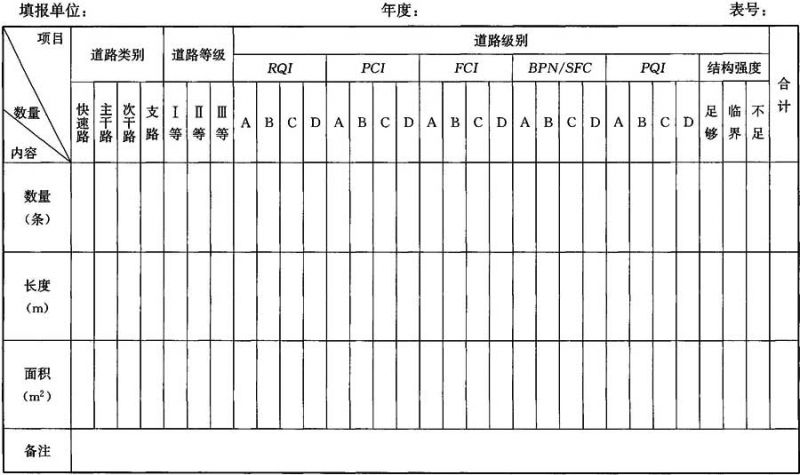 填报单位： 年度： 表号：
项目 数量 内容 道路类别 道路等级 道路级别 合计
RQI PCI FCI BPN/SFC PQI 结构强度
快速路 主干路 次干路 支路 Ⅰ等 Ⅱ等 Ⅲ等 A B C D A B C D A B C D A B C D A B C D 足够 临界 不足
数量
（条）
长度
（m）
面积
（m²）
备注